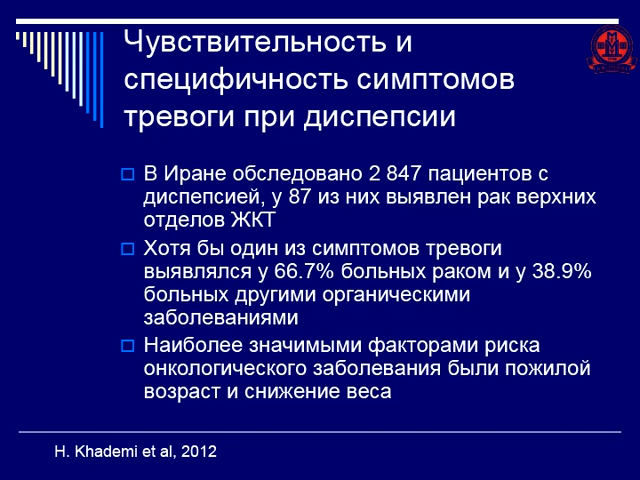 Чувствительность и
специфичность симптомов
тревоги при диспепсии
В Иране обследовано 2 847 пациентов с
диспепсией, у 87 из них выявлен рак верхних
отделов ЖКТ
Хотя бы один из симптомов тревоги
выявлялся у 66.7% больных раком и у 38.9%
больных другими органическими
заболеваниями
Наиболее значимыми факторами риска
онкологического заболевания были пожилой
возраст и снижение веса
H. Khademi et al, 2012